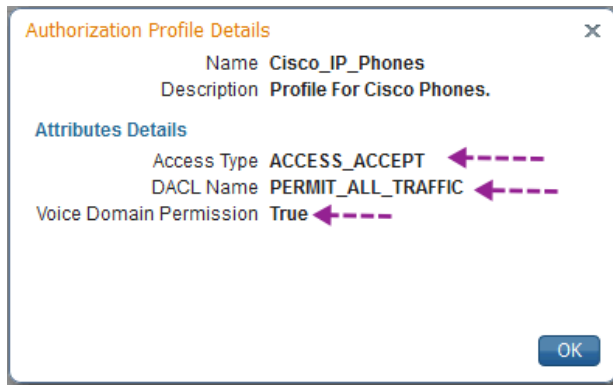 Authorization Profile Details
Name Cisco_IP_Phones
Description Profile For Cisco Phones.
Attributes Details
Access Type ACCESS_ACCEPT
DACL Name PERMIT_ALL_TRAFFIC
Voice Domain Permission True
OK